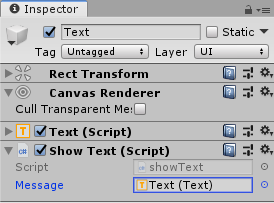 Inspector
Text
Static
Tag Untagged Layer UI
Rect Transform
Canvas Renderer
Cull Transparent Mes
Text (Script)
Show Text (Script)
Script showText
Message Text (Text)